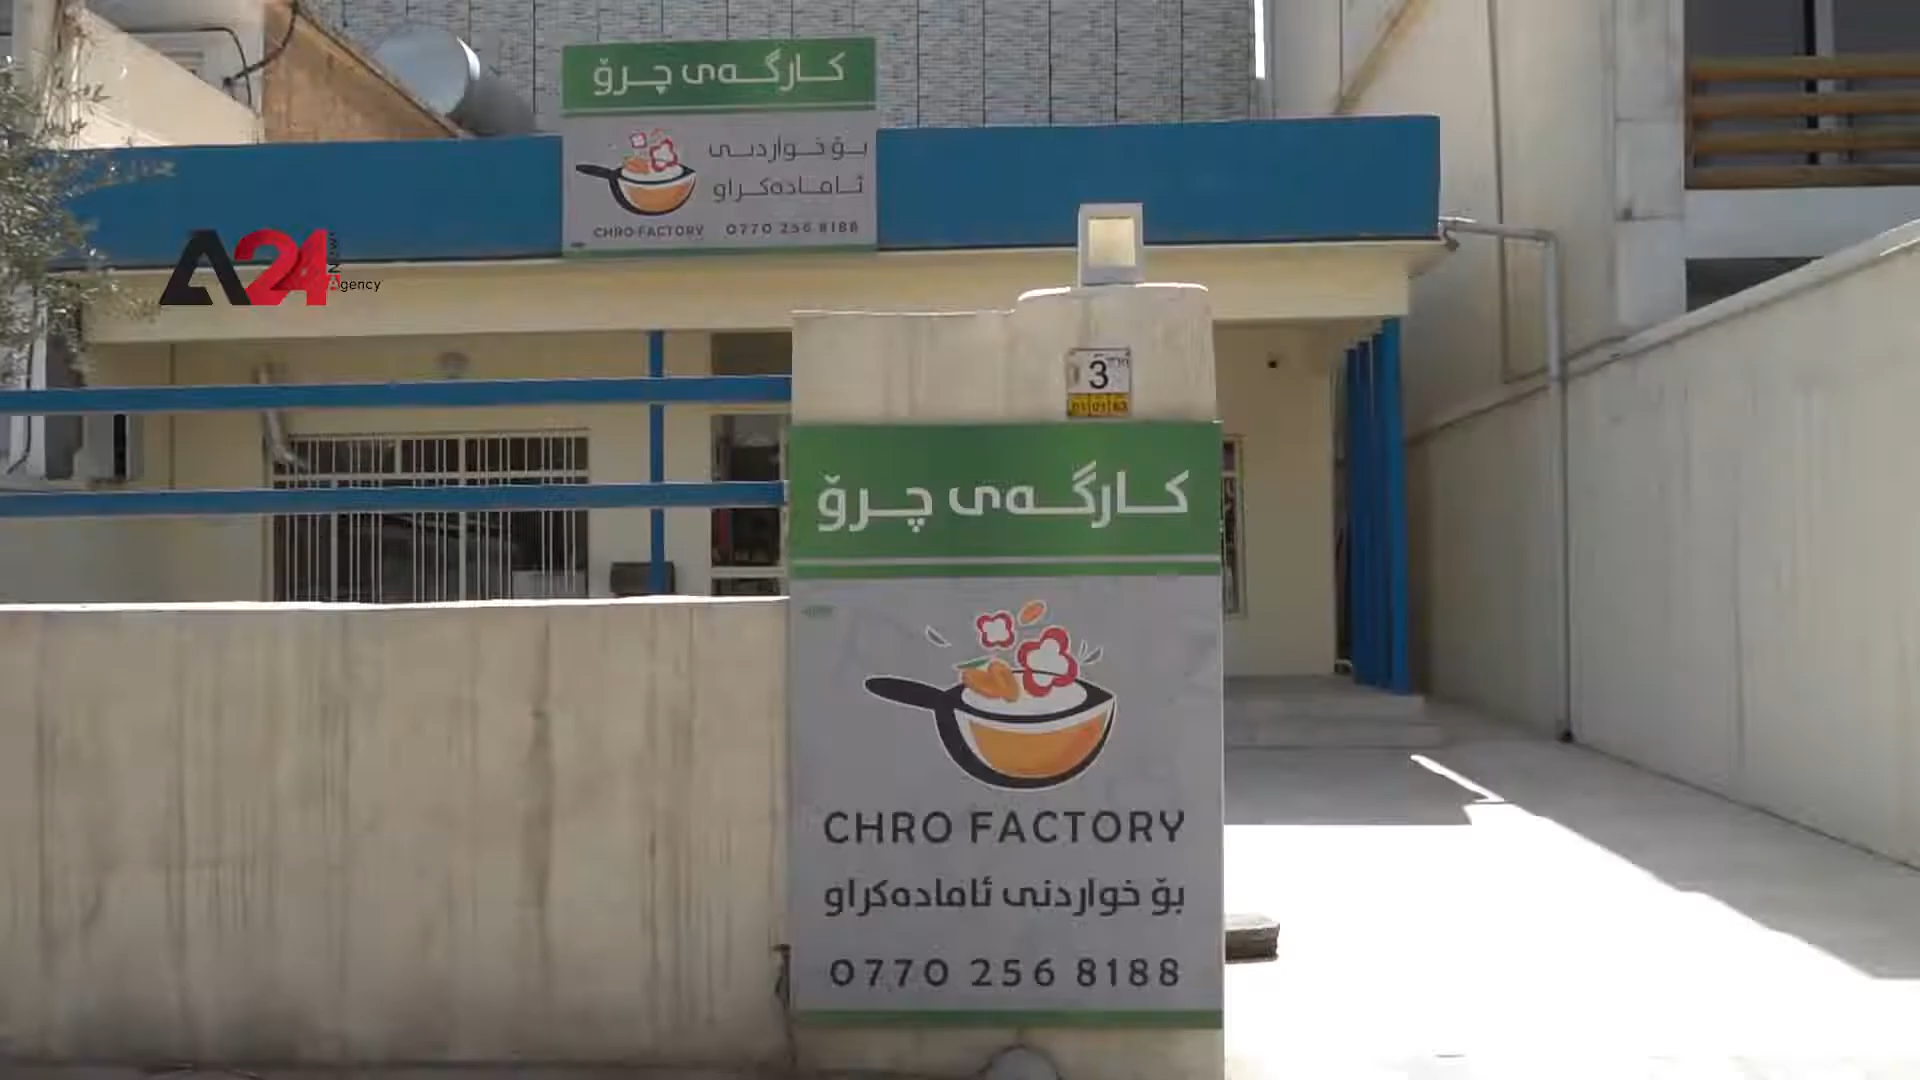 کارگەی چرۆ
بۆ خواردنی
ئامادەکراو
CHRO FACTORY 0770 256 8188
A24
Agency
3
کارگەی چرۆ
CHRO FACTORY
بۆ خواردنی ئامادەکراو
0770 256 8188